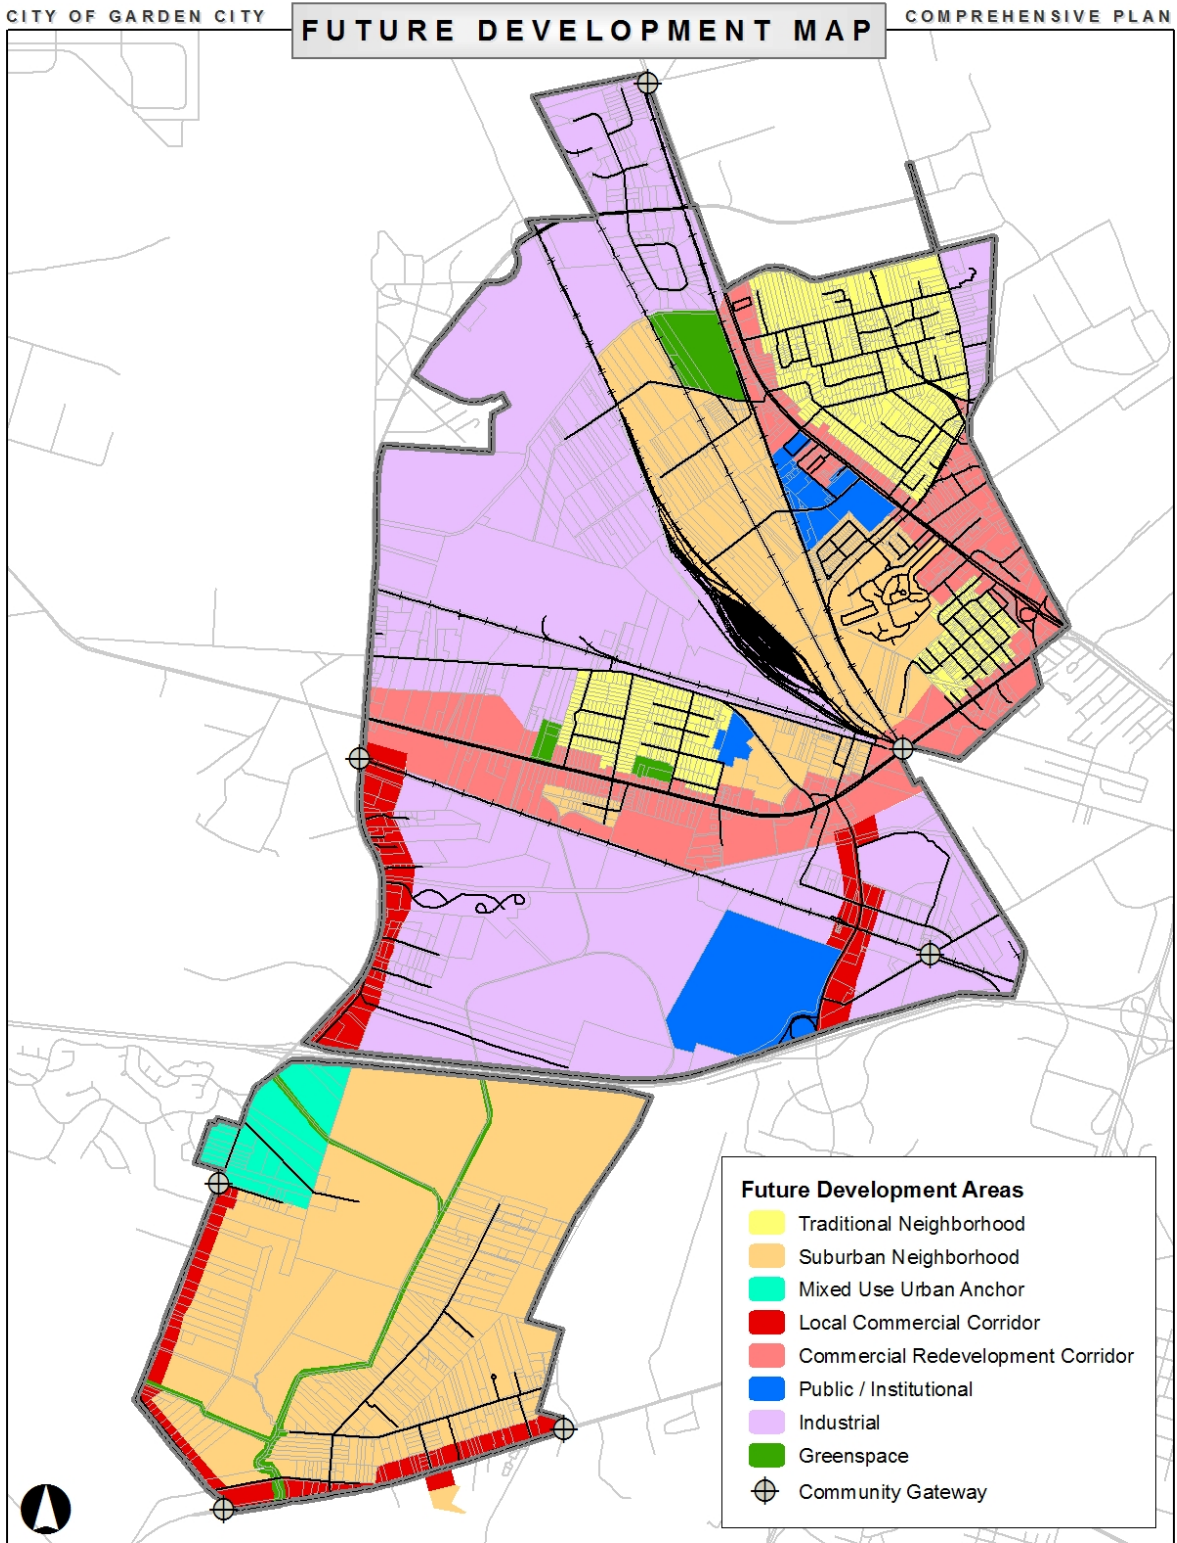 CITY OF GARDEN CITY
FUTURE DEVELOPMENT MAP
COMPREHENSIVE PLAN
Future Development Areas
Traditional Neighborhood
Suburban Neighborhood
Mixed Use Urban Anchor
Local Commercial Corridor
Commercial Redevelopment Corridor
Public / Institutional
Industrial
Greenspace
Community Gateway